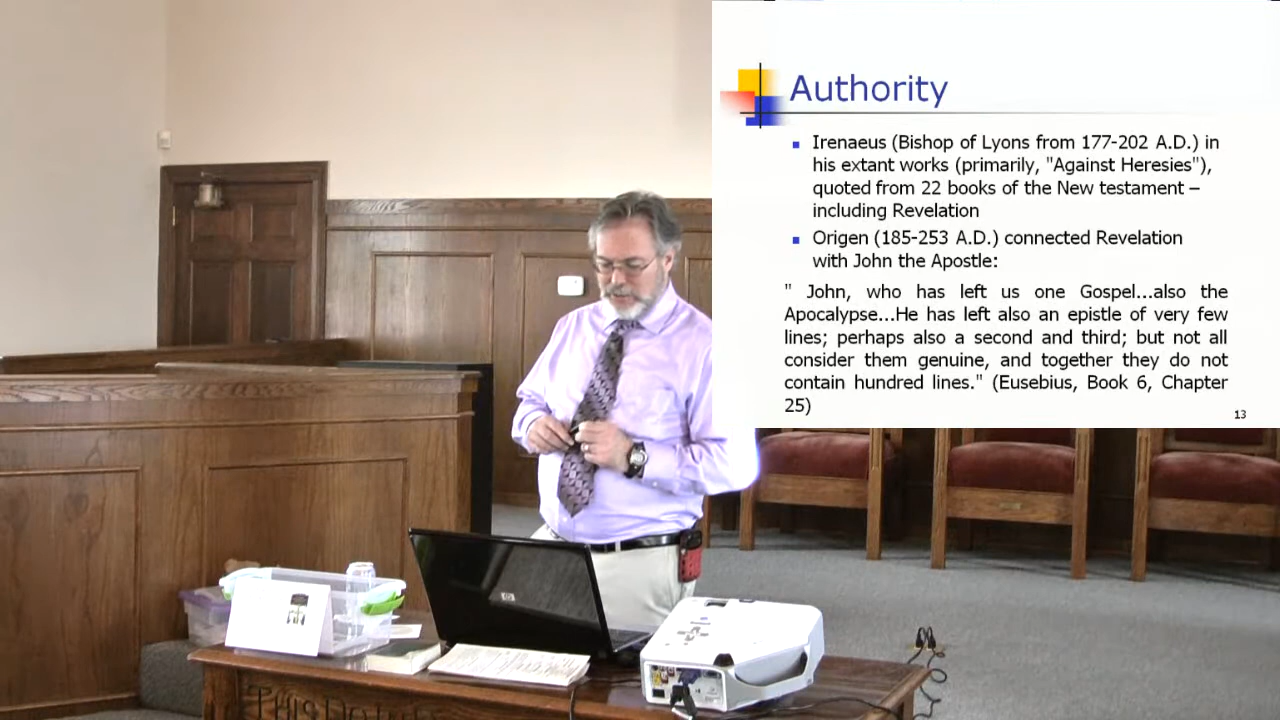 Authority
Irenaeus (Bishop of Lyons from 177-202 A.D.) in
his extant works (primarily, "Against Heresies"),
quoted from 22 books of the New testament –
including Revelation
Origen (185-253 A.D.) connected Revelation
with John the Apostle:
" John, who has left us one Gospel...also the
Apocalypse...He has left also an epistle of very few
lines; perhaps also a second and third; but not all
consider them genuine, and together they do not
contain hundred lines." (Eusebius, Book 6, Chapter
25)
13
hp
THIS DO IN